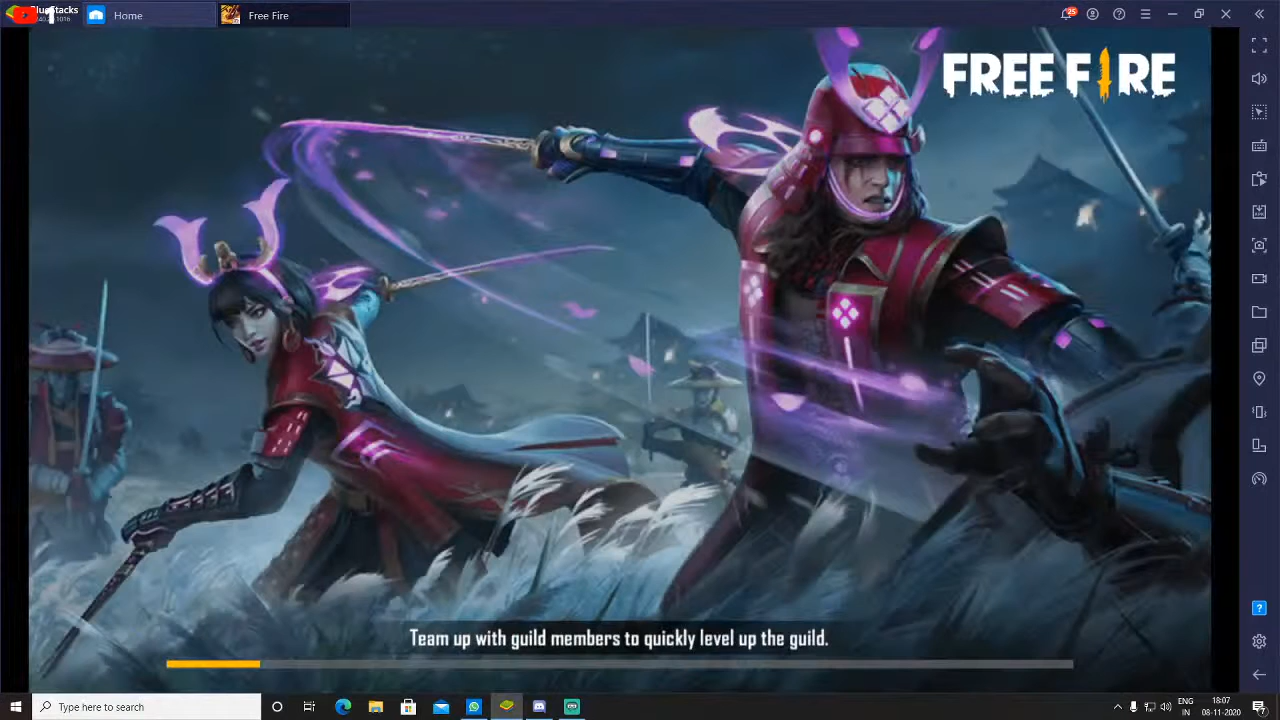 Home
Free Fire
25
FREE FIRE
Team up with guild members to quickly level up the guild.
Type here to search
ENG
IN
18:07
08-11-2020